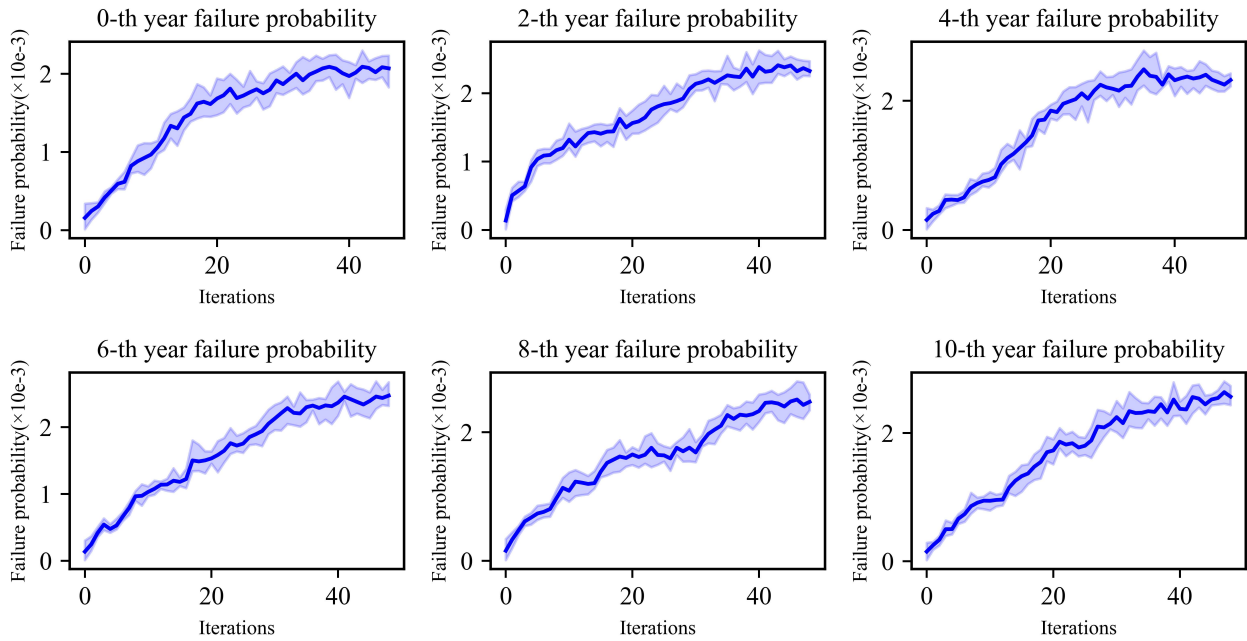 0-th year failure probability
Failure probability(×10e-3)
2
1
0
0 20 40
Iterations
2-th year failure probability
Failure probability(×10e-3)
2
1
0
0 20 40
Iterations
4-th year failure probability
Failure probability(×10e-3)
2
0
0 20 40
Iterations
6-th year failure probability
Failure probability(×10e-3)
2
1
0
0 20 40
Iterations
8-th year failure probability
Failure probability(×10e-3)
2
0
0 20 40
Iterations
10-th year failure probability
Failure probability(×10e-3)
2
0
0 20 40
Iterations